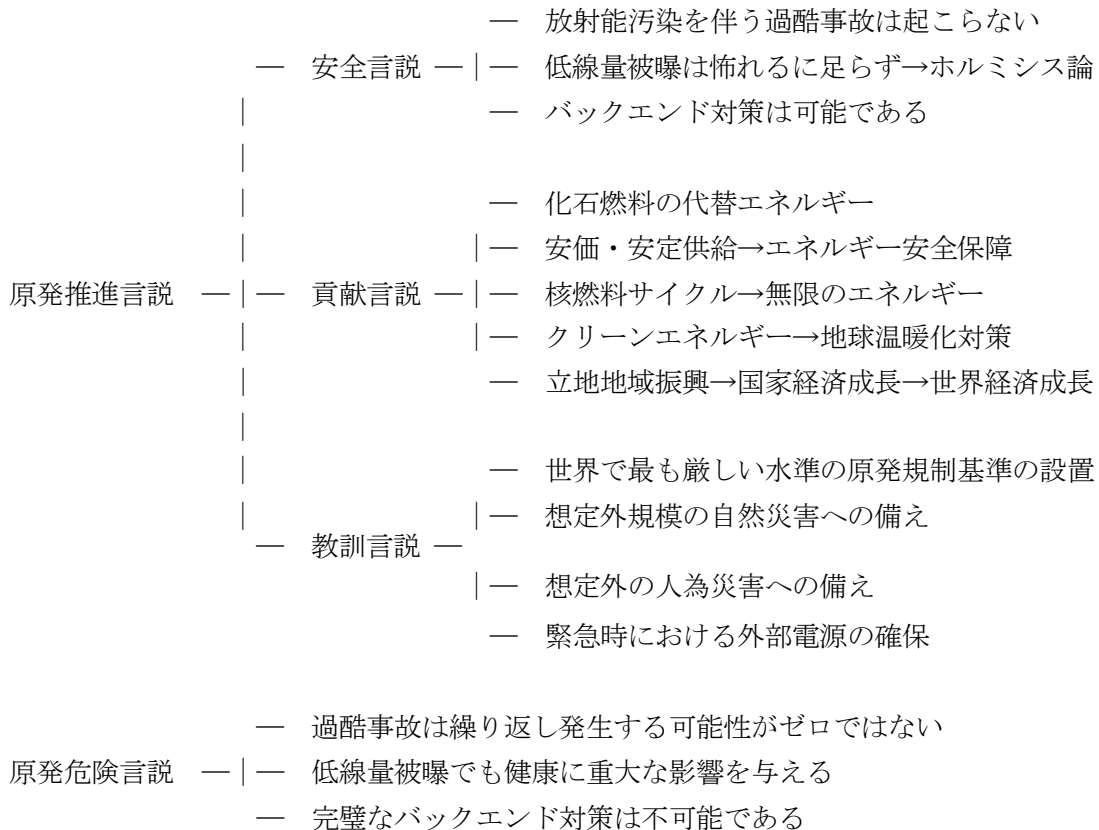 ― 放射能汚染を伴う過酷事故は起こらない
― 安全言説 ―|― 低線量被曝は怖れるに足らず→ホルミシス論
| ― バックエンド対策は可能である
|
| ― 化石燃料の代替エネルギー
| |― 安価・安定供給→エネルギー安全保障
原発推進言説 ―|― 貢献言説 ―|― 核燃料サイクル→無限のエネルギー
| |― クリーンエネルギー→地球温暖化対策
| ― 立地地域振興→国家経済成長→世界経済成長
|
| ― 世界で最も厳しい水準の原発規制基準の設置
| |― 想定外規模の自然災害への備え
― 教訓言説 ―
|― 想定外の人為災害への備え
― 緊急時における外部電源の確保
― 過酷事故は繰り返し発生する可能性がゼロではない
原発危険言説 ―|― 低線量被曝でも健康に重大な影響を与える
― 完璧なバックエンド対策は不可能である